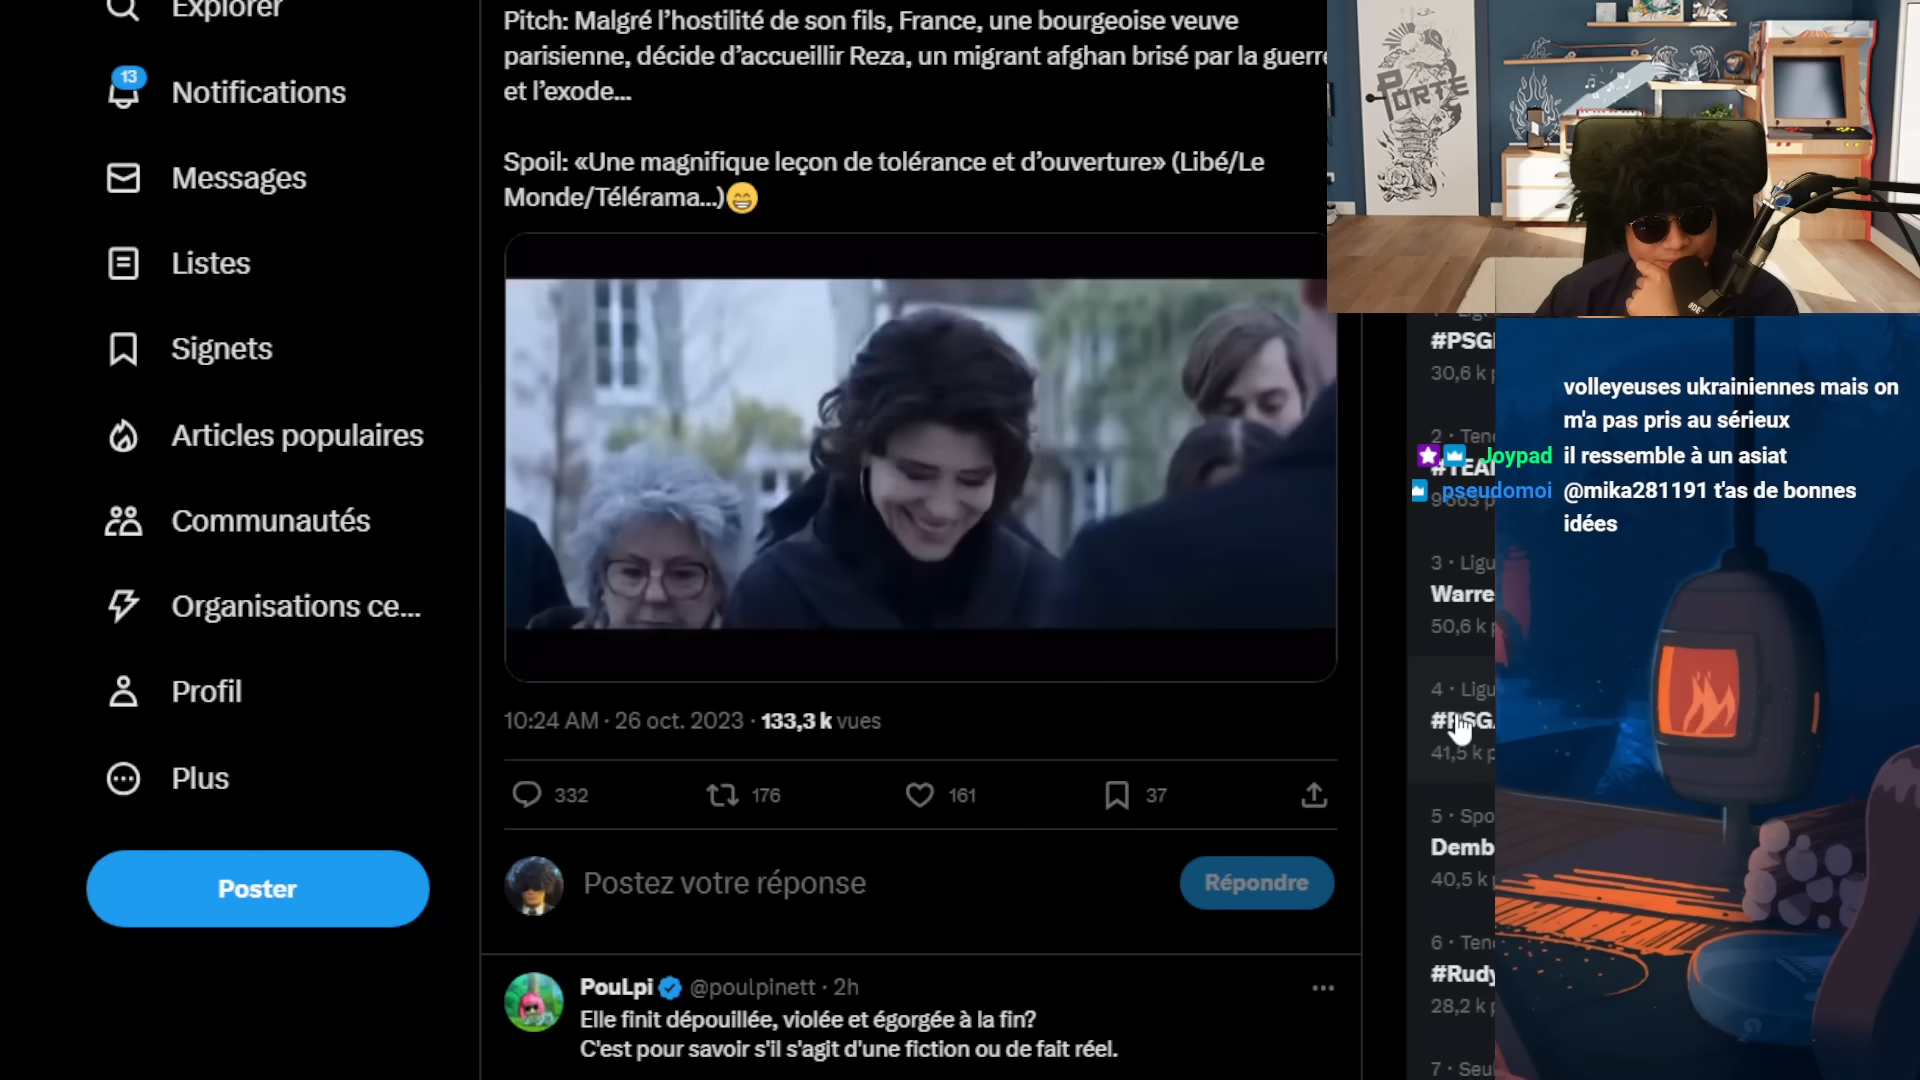 Explorer
13
Notifications
Messages
Listes
Signets
Articles populaires
Communautés
Organisations ce...
Profil
Plus
Poster
Pitch: Malgré l’hostilité de son fils, France, une bourgeoise veuve
parisienne, décide d’accueillir Reza, un migrant afghan brisé par la guerre
et l’exode...
Spoil: «Une magnifique leçon de tolérance et d’ouverture» (Libé/Le
Monde/Télérama...)😁
10:24 AM · 26 oct. 2023 · 133,3 k vues
332
176
161
37
Postez votre réponse
Répondre
PouLpi @poulpinett · 2h
Elle finit dépouillée, violée et égorgée à la fin?
C'est pour savoir s'il s'agit d'une fiction ou de fait réel.
PORTE
#PSG
30,6 k
2 · Ten
3 · Ligu
Warre
50,6 k
4 · Ligu
#PSG
41,5 k
5 · Spo
Demb
40,5 k
6 · Ten
#Rudy
28,2 k
7 · Seul
volleyeuses ukrainiennes mais on
m'a pas pris au sérieux
Joypad il ressemble à un asiat
pseudomoi @mika281191 t'as de bonnes
idées